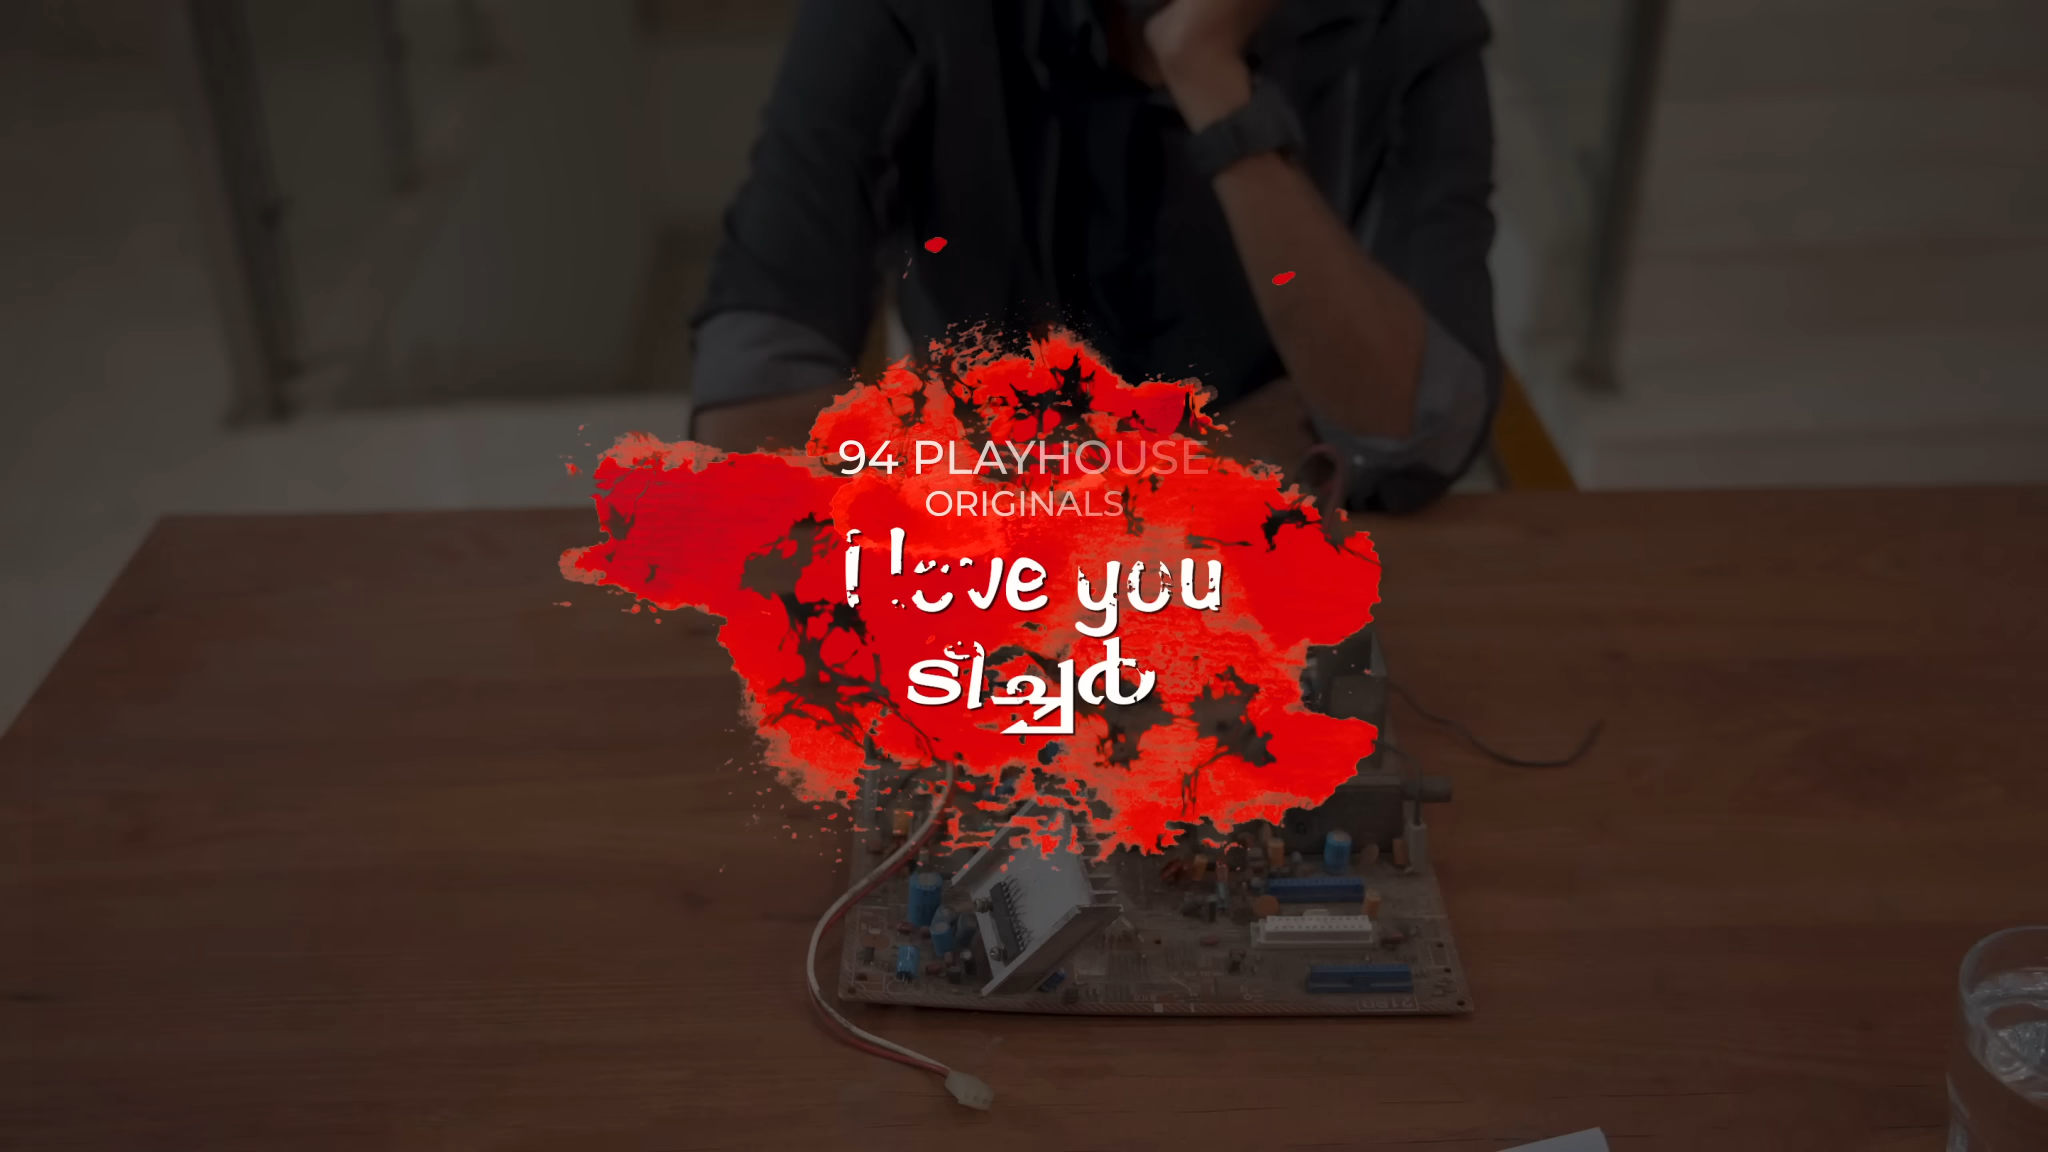 94 PLAYHOUSE
ORIGINALS
i love you
ടീച്ചർ